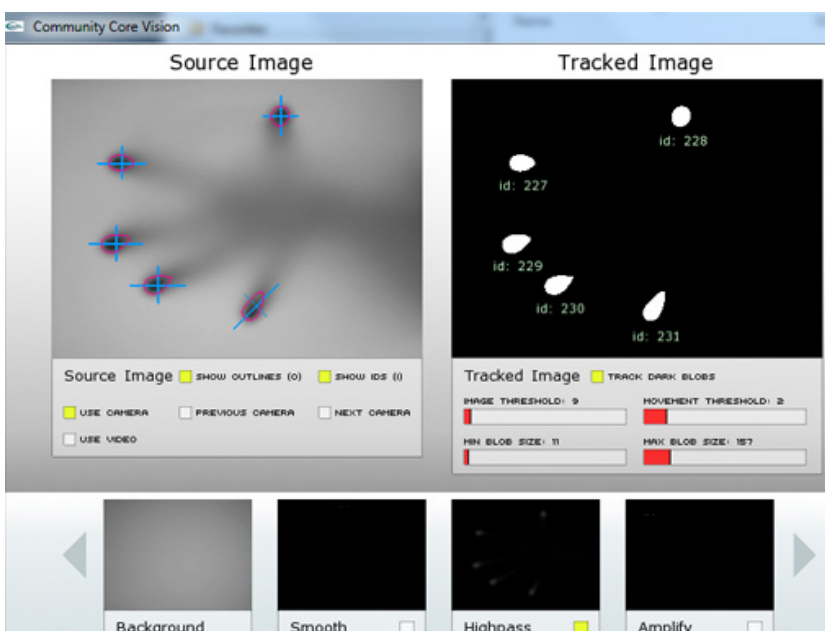 Community Core Vision
Source Image
Tracked Image
id: 228
id: 227
id: 229
id: 230
id: 231
Source Image
SHOW OUTLINES (O)
SHOW IDS (I)
USE CAMERA
PREVIOUS CAMERA
NEXT CAMERA
USE VIDEO
Tracked Image
TRACK DARK BLOBS
IMAGE THRESHOLD: 9
MOVEMENT THRESHOLD: 2
MIN BLOB SIZE: 11
MAX BLOB SIZE: 157
Background
Smooth
Highpass
Amplify